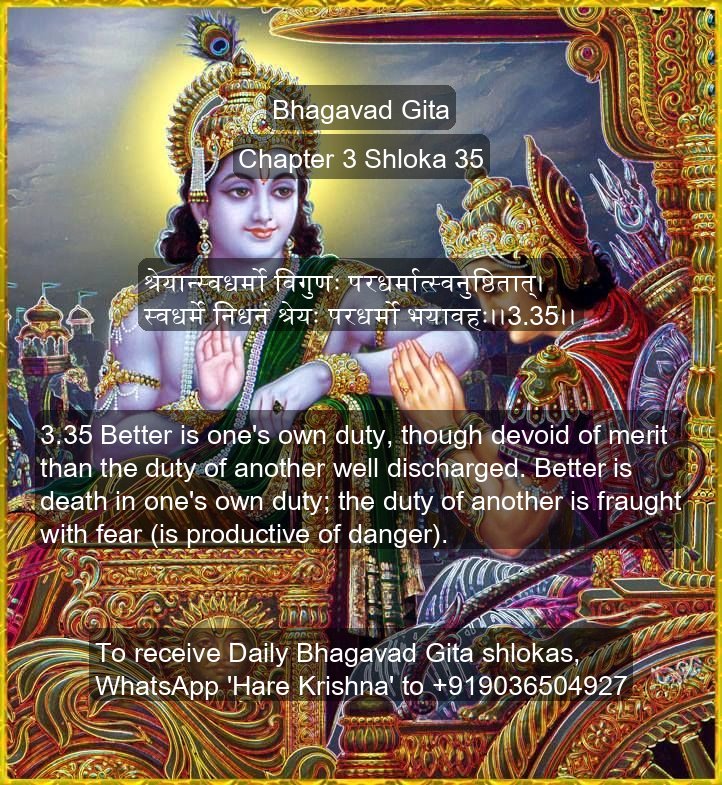 Bhagavad Gita
Chapter 3 Shloka 35
श्रेयान्स्वधर्मो विगुणः परधर्मात्स्वनुष्ठितात्।
स्वधर्मे निधनं श्रेयः परधर्मो भयावहः।।3.35।।
3.35 Better is one's own duty, though devoid of merit
than the duty of another well discharged. Better is
death in one's own duty; the duty of another is fraught
with fear (is productive of danger).
To receive Daily Bhagavad Gita shlokas,
WhatsApp 'Hare Krishna' to +919036504927